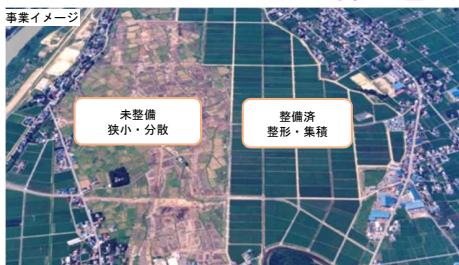 事業イメージ
未整備
狭小・分散
整備済
整形・集積